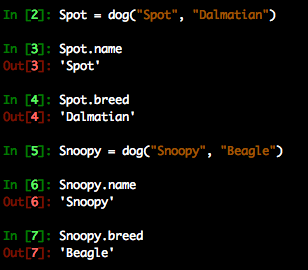 In [2]: Spot = dog("Spot", "Dalmatian")
In [3]: Spot.name
Out[3]: 'Spot'
In [4]: Spot.breed
Out[4]: 'Dalmatian'
In [5]: Snoopy = dog("Snoopy", "Beagle")
In [6]: Snoopy.name
Out[6]: 'Snoopy'
In [7]: Snoopy.breed
Out[7]: 'Beagle'